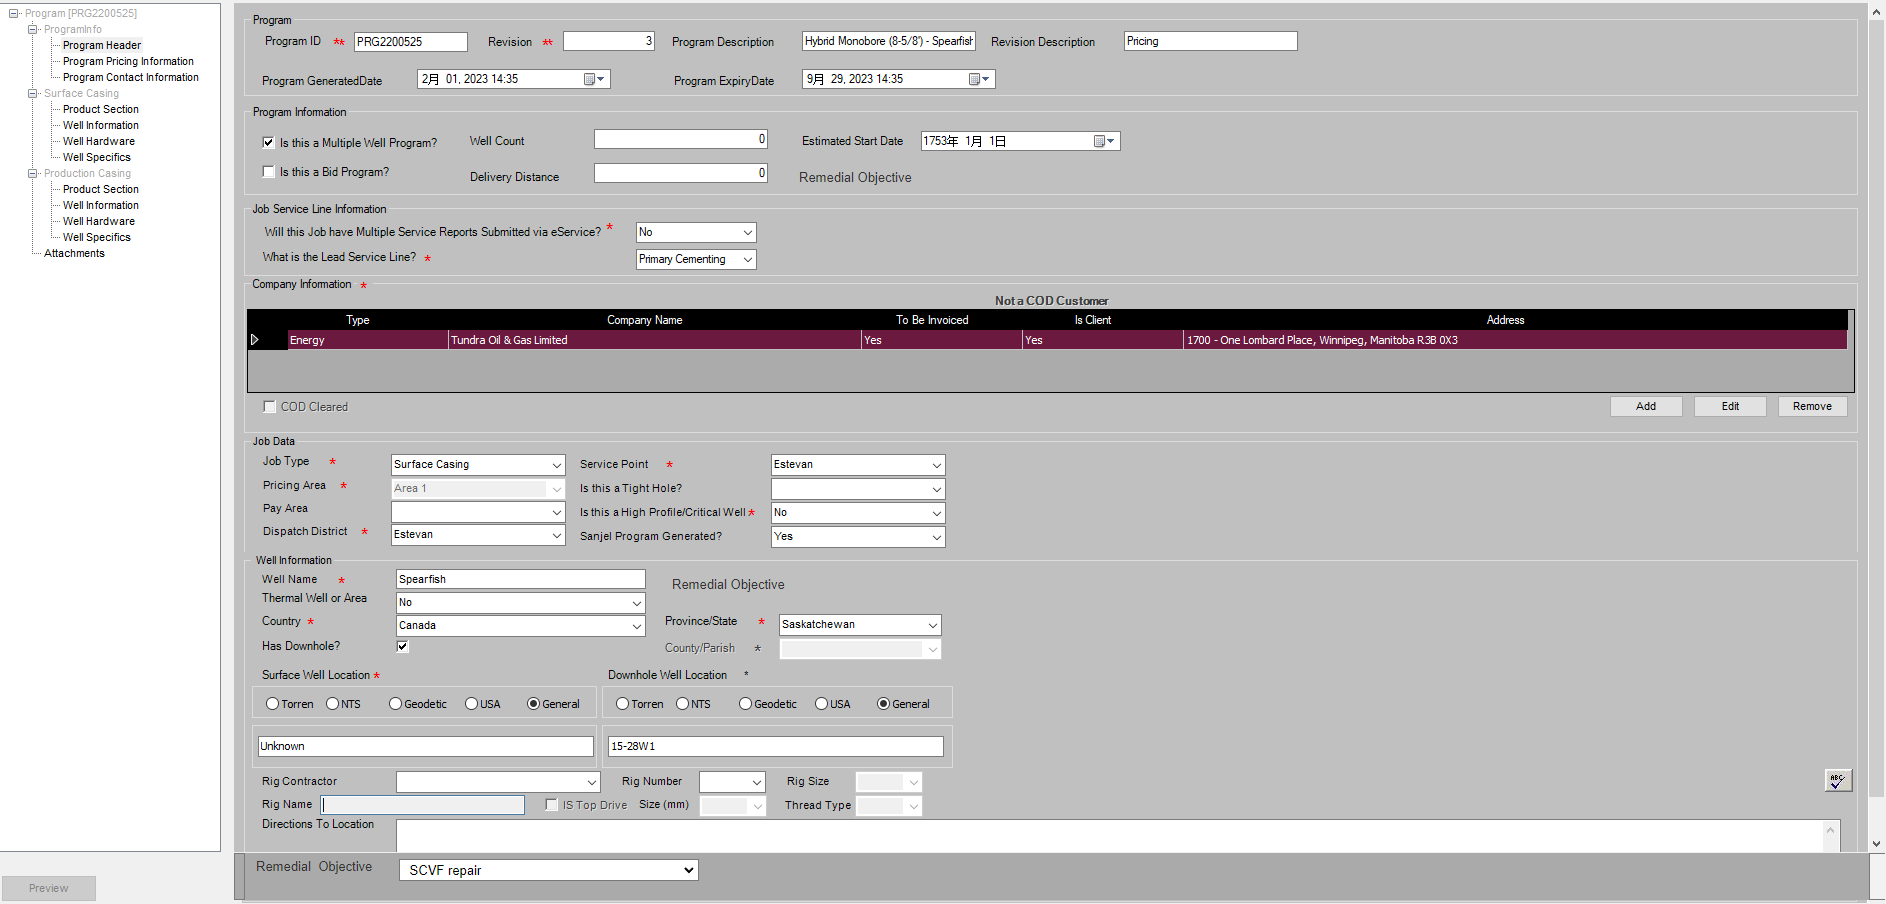 Program [PRG2200525]
ProgramInfo
Program Header
Program Pricing Information
Program Contact Information
Surface Casing
Product Section
Well Information
Well Hardware
Well Specifics
Production Casing
Product Section
Well Information
Well Hardware
Well Specifics
Attachments
Preview
Program
Program ID ** PRG2200525 Revision ** 3 Program Description Hybrid Monobore (8-5/8') - Spearfish Revision Description Pricing
Program GeneratedDate 2月 01, 2023 14:35 Program ExpiryDate 9月 29, 2023 14:35
Program Information
Is this a Multiple Well Program? Well Count 0 Estimated Start Date 1753年 1月 1日
Is this a Bid Program? Delivery Distance 0 Remedial Objective
Job Service Line Information
Will this Job have Multiple Service Reports Submitted via eService? * No
What is the Lead Service Line? * Primary Cementing
Company Information *
Not a COD Customer
Type Company Name To Be Invoiced Is Client Address
Energy Tundra Oil & Gas Limited Yes Yes 1700 - One Lombard Place, Winnipeg, Manitoba R3B 0X3
COD Cleared Add Edit Remove
Job Data
Job Type * Surface Casing Service Point * Estevan
Pricing Area * Area 1 Is this a Tight Hole?
Pay Area Is this a High Profile/Critical Well * No
Dispatch District * Estevan Sanjel Program Generated? Yes
Well Information
Well Name * Spearfish Remedial Objective
Thermal Well or Area No
Country * Canada Province/State * Saskatchewan
Has Downhole? County/Parish *
Surface Well Location * Downhole Well Location *
Torren NTS Geodetic USA General Torren NTS Geodetic USA General
Unknown 15-28W1
Rig Contractor Rig Number Rig Size
ABC
Rig Name IS Top Drive Size (mm) Thread Type
Directions To Location
Remedial Objective SCVF repair